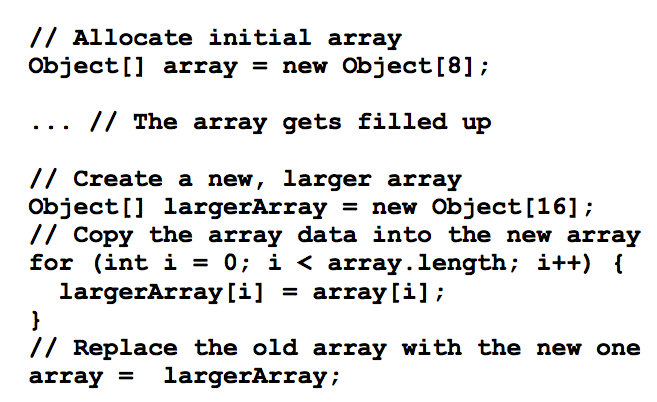 // Allocate initial array
Object[] array = new Object[8];
... // The array gets filled up
// Create a new, larger array
Object[] largerArray = new Object[16];
// Copy the array data into the new array
for (int i = 0; i < array.length; i++) {
largerArray[i] = array[i];
}
// Replace the old array with the new one
array =  largerArray;